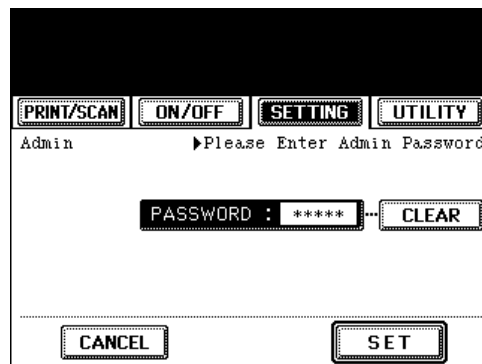 PRINT/SCAN ON/OFF SETTING UTILITY
Admin ▶Please Enter Admin Password
PASSWORD : ***** CLEAR
CANCEL SET